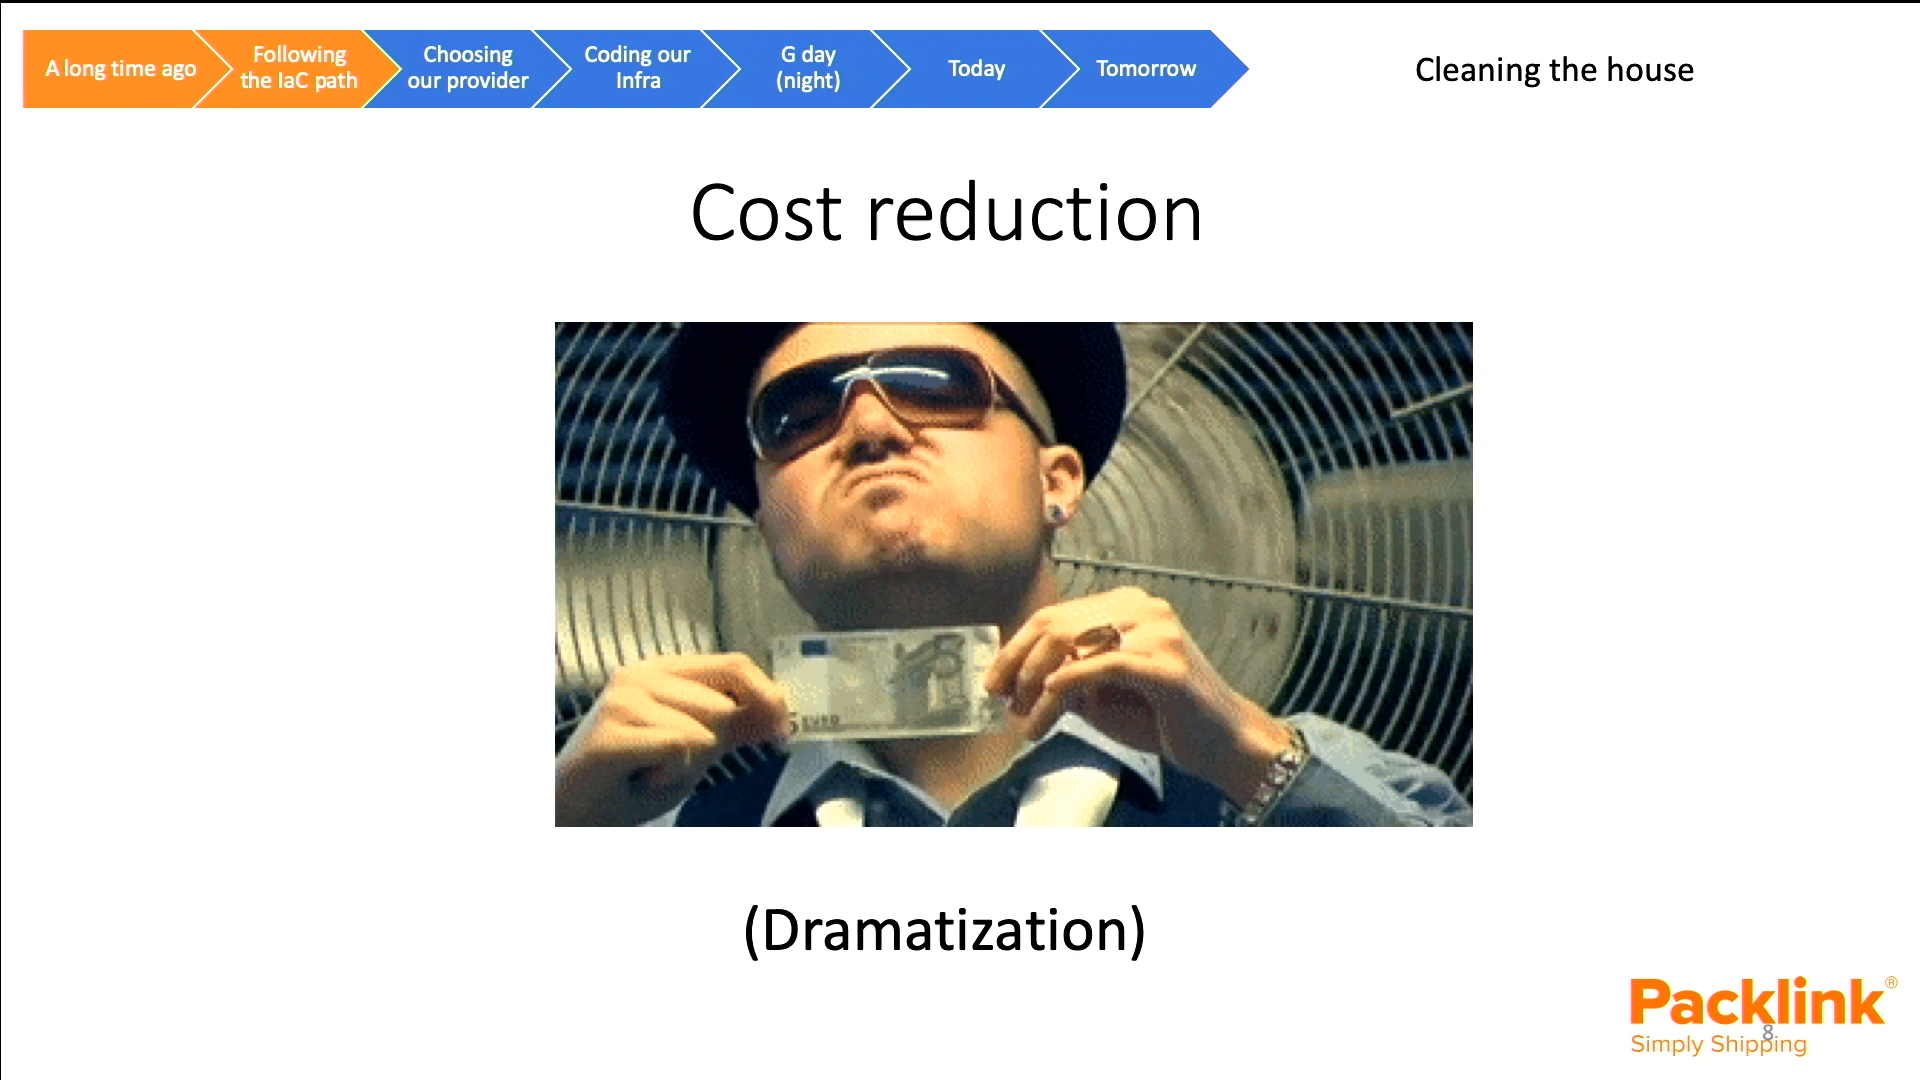 A long time ago
Following
the IaC path
Choosing
our provider
Coding our
Infra
G day
(night)
Today
Tomorrow
Cleaning the house
Cost reduction
5 EURO
(Dramatization)
Packlink®
Simply Shipping
8